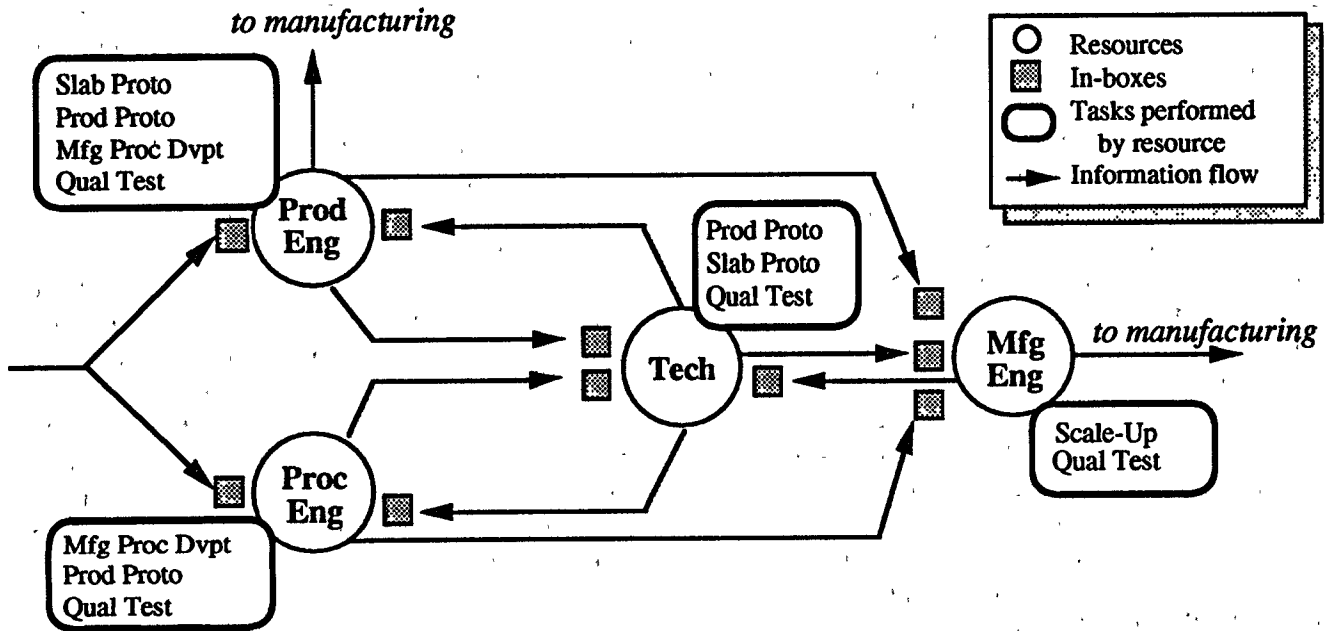 to manufacturing
Slab Proto
Prod Proto
Mfg Proc Dvpt
Qual Test
Prod
Eng
Resources
In-boxes
Tasks performed
by resource
Information flow
Prod Proto
Slab Proto
Qual Test
Tech
Mfg
Eng
to manufacturing
Scale-Up
Qual Test
Proc
Eng
Mfg Proc Dvpt
Prod Proto
Qual Test